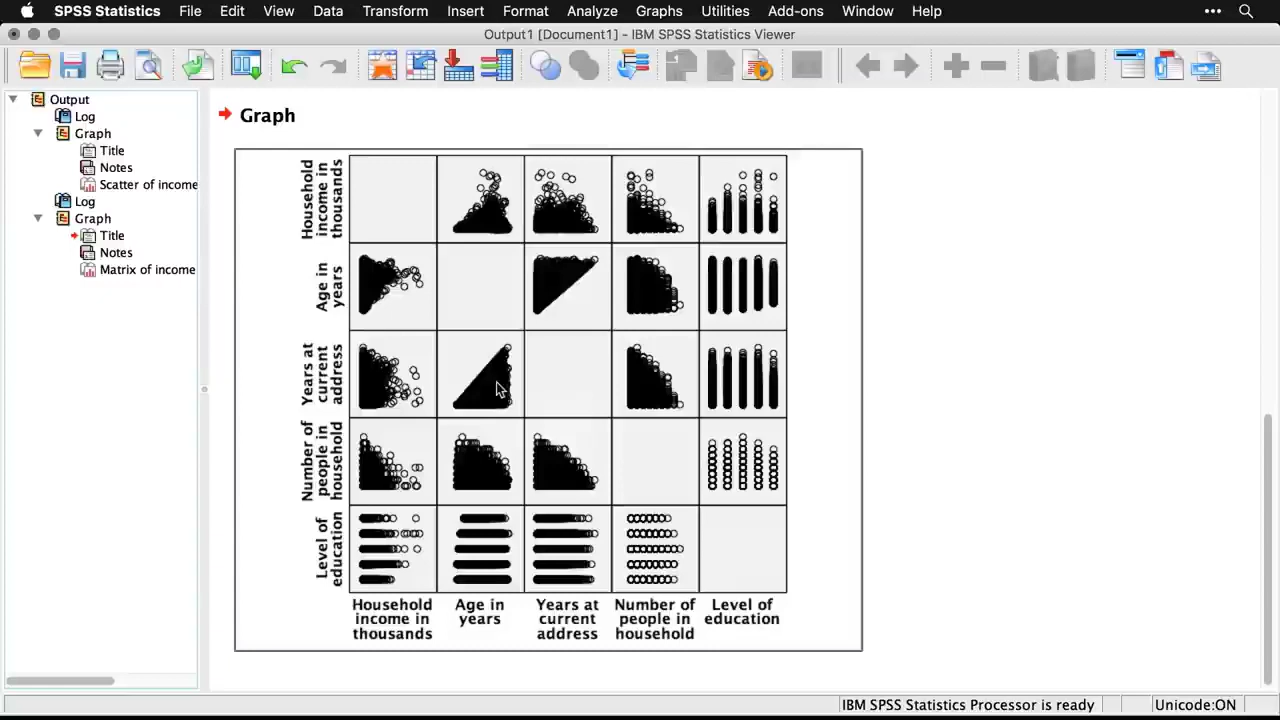 SPSS Statistics File Edit View Data Transform Insert Format Analyze Graphs Utilities Add-ons Window Help
Output1 [Document1] - IBM SPSS Statistics Viewer
Output
Log
Graph
Title
Notes
Scatter of income
Log
Graph
Title
Notes
Matrix of income
Graph
Household
income in
thousands
Age in
years
Years at
current
address
Number of
people in
household
Level of
education
Household
income in
thousands
Age in
years
Years at
current
address
Number of
people in
household
Level of
education
IBM SPSS Statistics Processor is ready
Unicode:ON